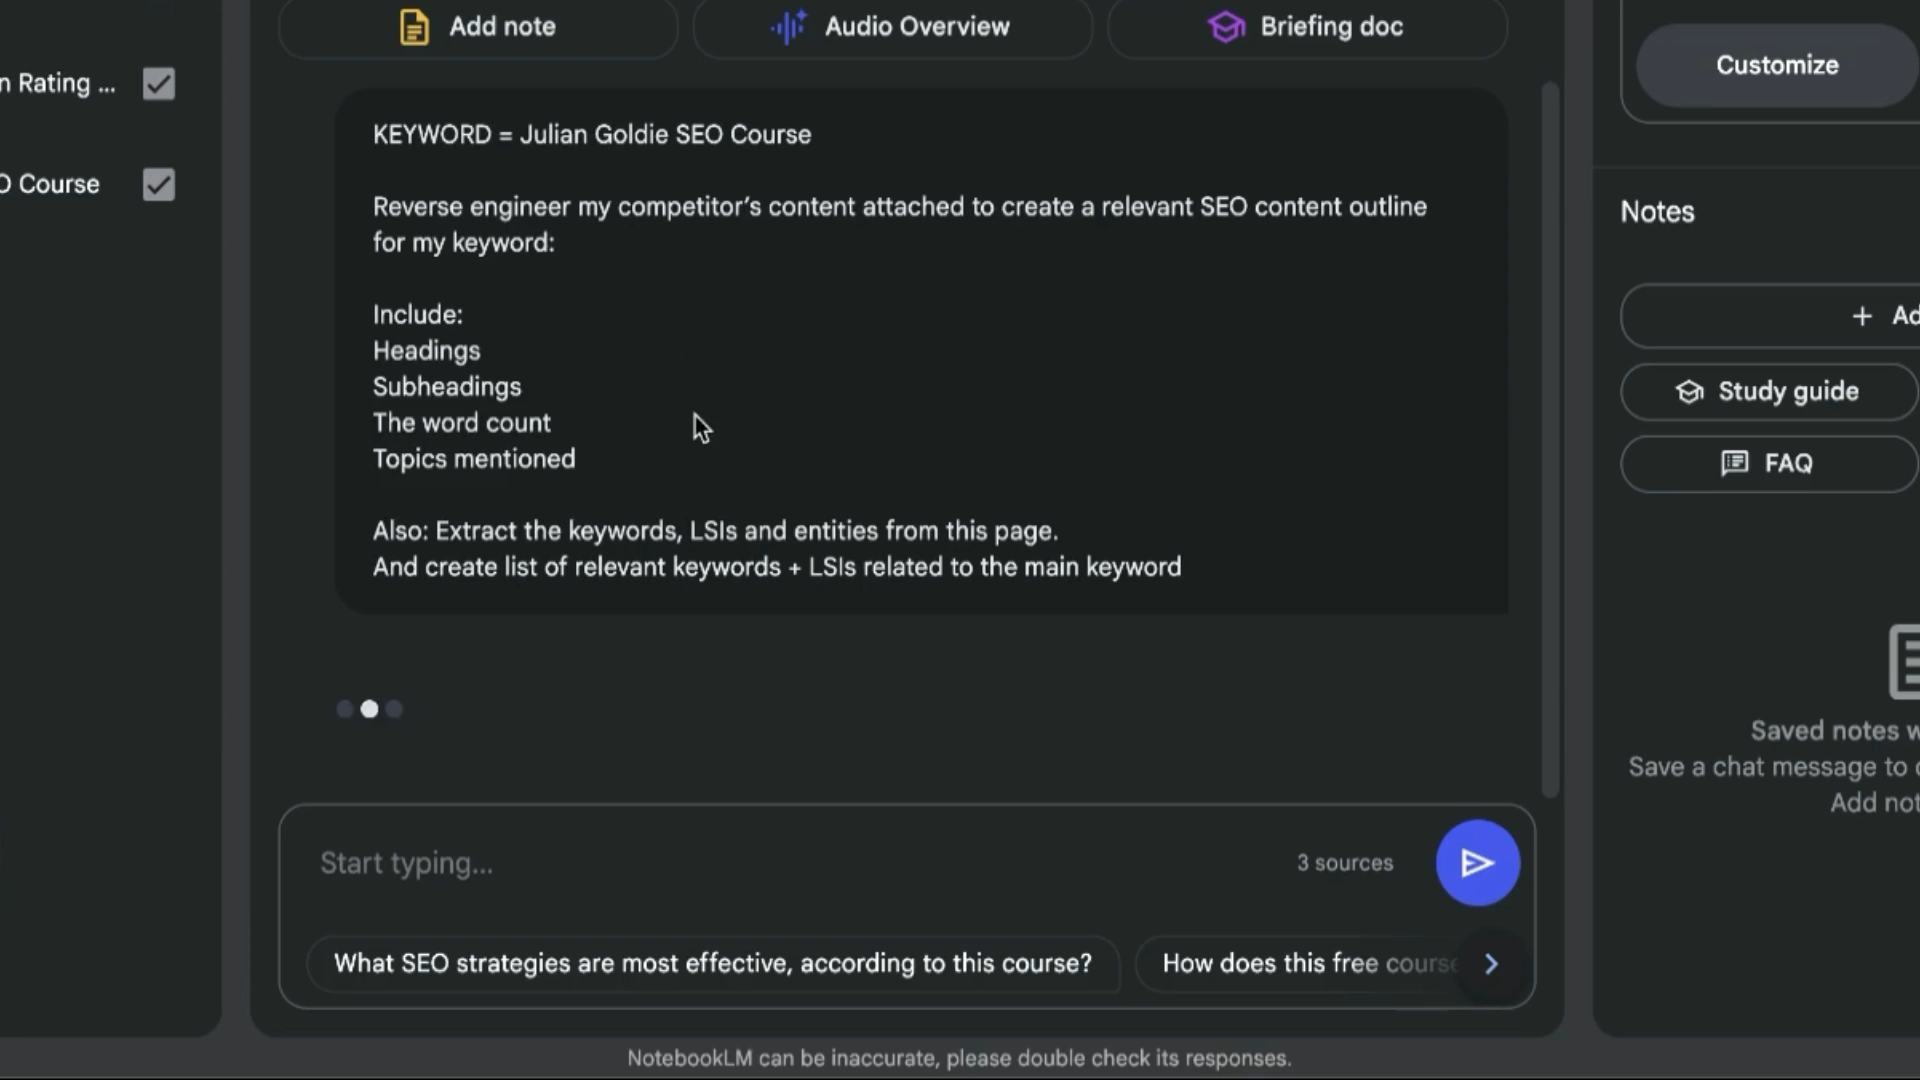 Add note
Audio Overview
Briefing doc
Customize
n Rating ...
O Course
KEYWORD = Julian Goldie SEO Course
Reverse engineer my competitor's content attached to create a relevant SEO content outline
for my keyword:
Include:
Headings
Subheadings
The word count
Topics mentioned
Also: Extract the keywords, LSIs and entities from this page.
And create list of relevant keywords + LSIs related to the main keyword
Notes
+ Ad
Study guide
FAQ
Saved notes w
Save a chat message to c
Add not
Start typing...
3 sources
What SEO strategies are most effective, according to this course?
How does this free course
NotebookLM can be inaccurate, please double check its responses.